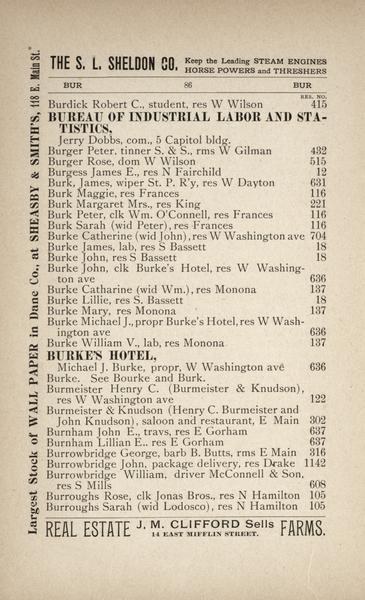 THE S. L. SHELDON CO. Keep the Leading STEAM ENGINES
HORSE POWERS and THRESHERS
BUR 86 BUR
RES. NO.
Burdick Robert C., student, res W Wilson 415
BUREAU OF INDUSTRIAL LABOR AND STA-
TISTICS,
Jerry Dobbs, com., 5 Capitol bldg.
Burger Peter, tinner S. & S., rms W Gilman 432
Burger Rose, dom W Wilson 515
Burgess James E., res N Fairchild 12
Burk, James, wiper St. P. R'y, res W Dayton 631
Burk Maggie, res Frances 116
Burk Margaret Mrs., res King 221
Burk Peter, clk Wm. O'Connell, res Frances 116
Burk Sarah (wid Peter), res Frances 116
Burke Catherine (wid John), res W Washington ave 704
Burke James, lab, res S Bassett 18
Burke John, res S Bassett 18
Burke John, clk Burke's Hotel, res W Washing-
ton ave 636
Burke Catharine (wid Wm.), res Monona 137
Burke Lillie, res S. Bassett 18
Burke Mary, res Monona 137
Burke Michael J., propr Burke's Hotel, res W Wash-
ington ave 636
Burke William V., lab, res Monona 137
BURKE'S HOTEL,
Michael J. Burke, propr, W Washington ave 636
Burke. See Bourke and Burk.
Burmeister Henry C. (Burmeister & Knudson),
res W Washington ave 122
Burmeister & Knudson (Henry C. Burmeister and
John Knudson), saloon and restaurant, E Main 302
Burnham John E., travs, res E Gorham 637
Burnham Lillian E.. res E Gorham 637
Burrowbridge George, barb B. Butts, rms E Main 316
Burrowbridge John, package delivery, res Drake 1142
Burrowbridge William, driver McConnell & Son,
res S Mills 608
Burroughs Rose, clk Jonas Bros., res N Hamilton 105
Burroughs Sarah (wid Lodosco), res N Hamilton 105
REAL ESTATE J. M. CLIFFORD Sells FARMS.
14 EAST MIFFLIN STREET.
Largest Stock of WALL PAPER in Dane Co., at SHEASBY & SMITH'S, 118 E. Main St.